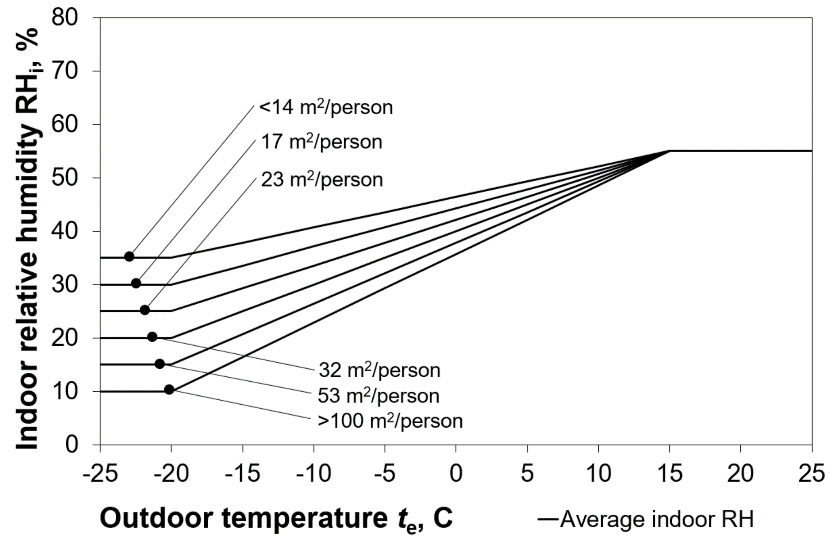 Indoor relative humidity RHi, %
80
70
60
50
40
30
20
10
0
<14 m²/person
17 m²/person
23 m²/person
32 m²/person
53 m²/person
>100 m²/person
-25 -20 -15 -10 -5 0 5 10 15 20 25
Outdoor temperature te, C
Average indoor RH